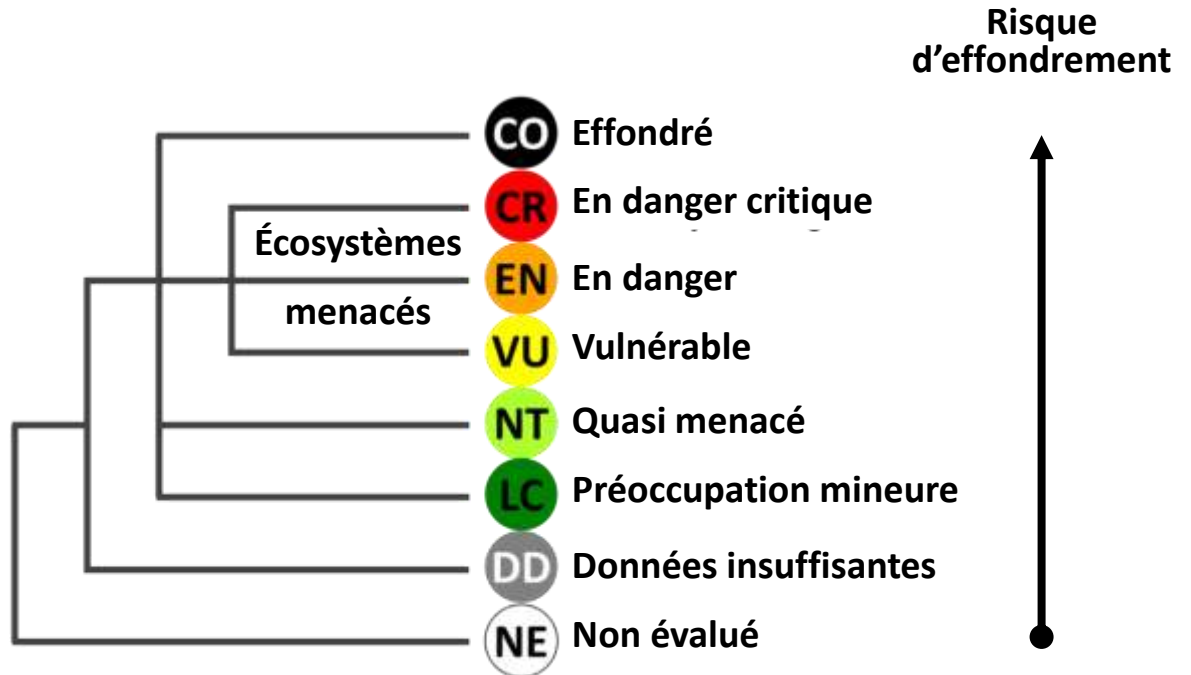 Risque
d’effondrement
CO Effondré
CR En danger critique
Écosystèmes
EN En danger
menacés
VU Vulnérable
NT Quasi menacé
LC Préoccupation mineure
DD Données insuffisantes
NE Non évalué